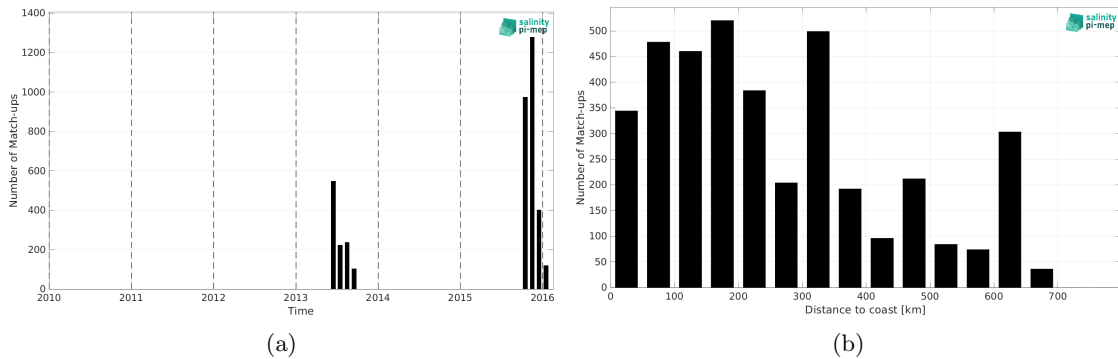 1400
1200
1000
800
600
400
200
0
Number of Match-ups
2010 2011 2012 2013 2014 2015 2016
Time
salinity
pi-mep
(a)
500
450
400
350
300
250
200
150
100
50
0
Number of Match-ups
0 100 200 300 400 500 600 700
Distance to coast [km]
salinity
pi-mep
(b)